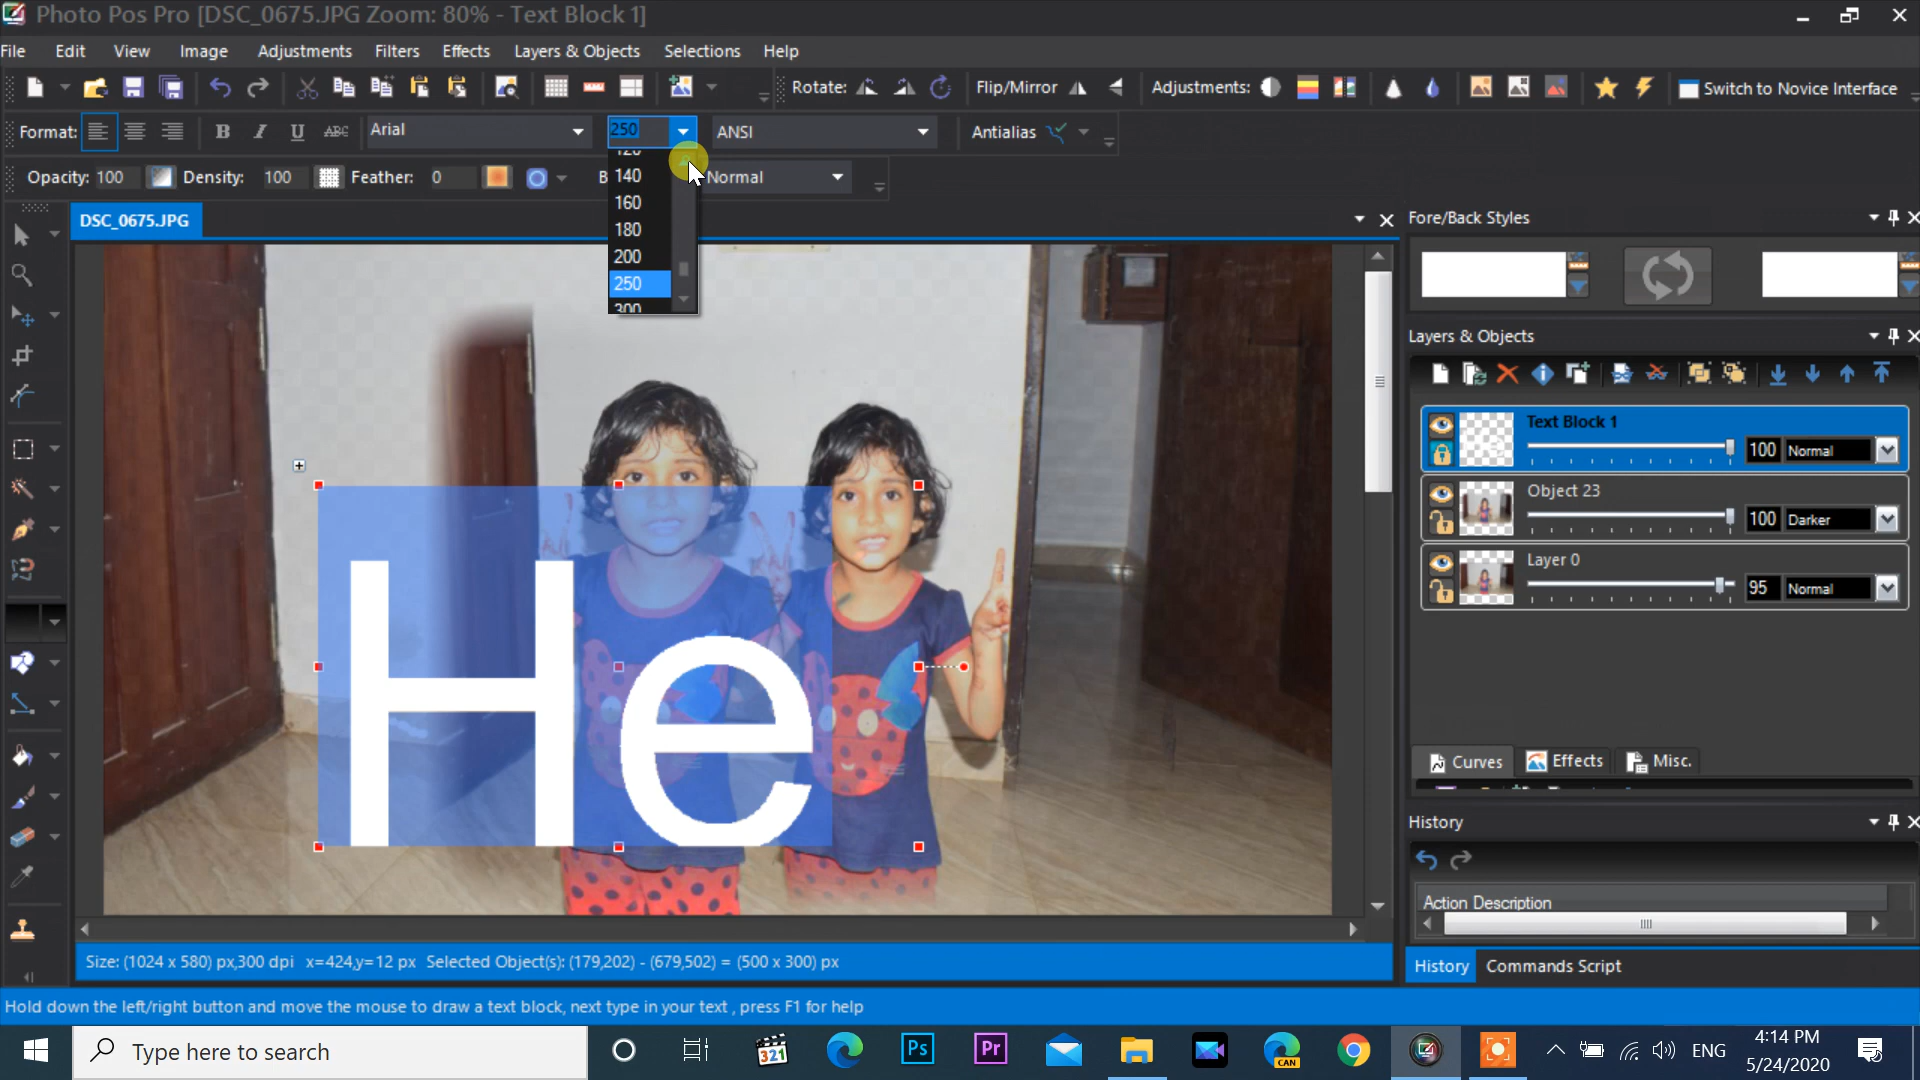 Photo Pos Pro [DSC_0675.JPG Zoom: 80% - Text Block 1]
File Edit View Image Adjustments Filters Effects Layers & Objects Selections Help
Rotate: Flip/Mirror Adjustments: Switch to Novice Interface
Format: B I U ABC Arial 250 ANSI Antialias
120
Opacity: 100 Density: 100 Feather: 0 B Normal
140
160
180
200
250
300
DSC_0675.JPG
He
Fore/Back Styles
Layers & Objects
Text Block 1
100 Normal
Object 23
100 Darker
Layer 0
95 Normal
Curves Effects Misc.
History
Action Description
History Commands Script
Size: (1024 x 580) px,300 dpi x=424,y=12 px Selected Object(s): (179,202) - (679,502) = (500 x 300) px
Hold down the left/right button and move the mouse to draw a text block, next type in your text , press F1 for help
Type here to search
321
Ps
Pr
CAN
ENG
4:14 PM
5/24/2020